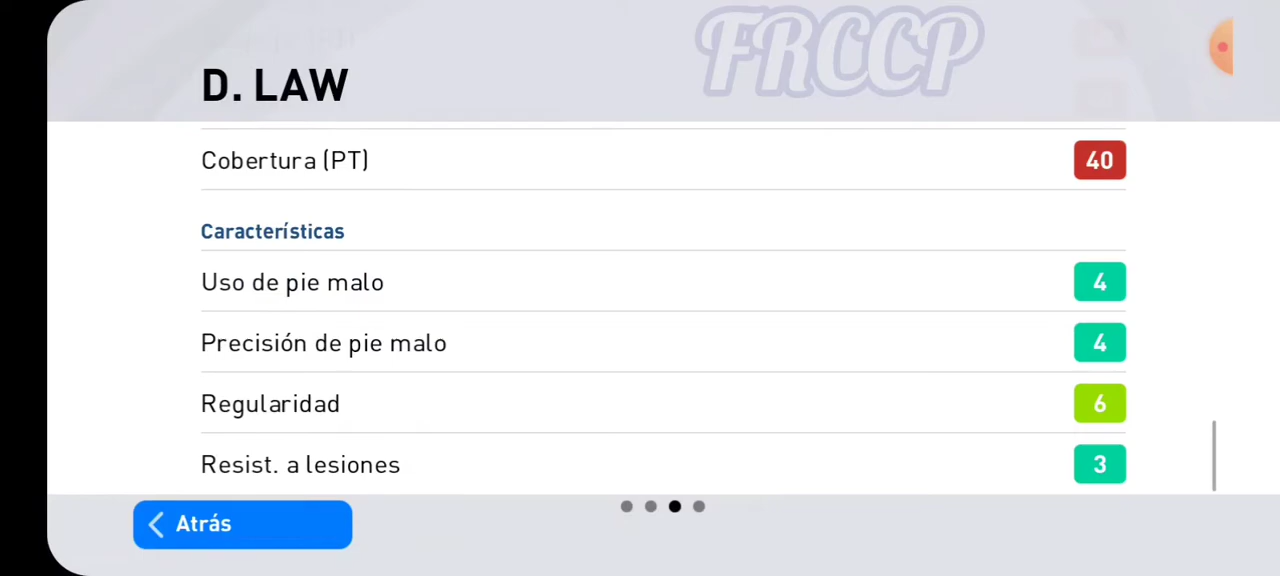 FRCCP
D. LAW
Cobertura (PT) 40
Características
Uso de pie malo 4
Precisión de pie malo 4
Regularidad 6
Resist. a lesiones 3
Atrás